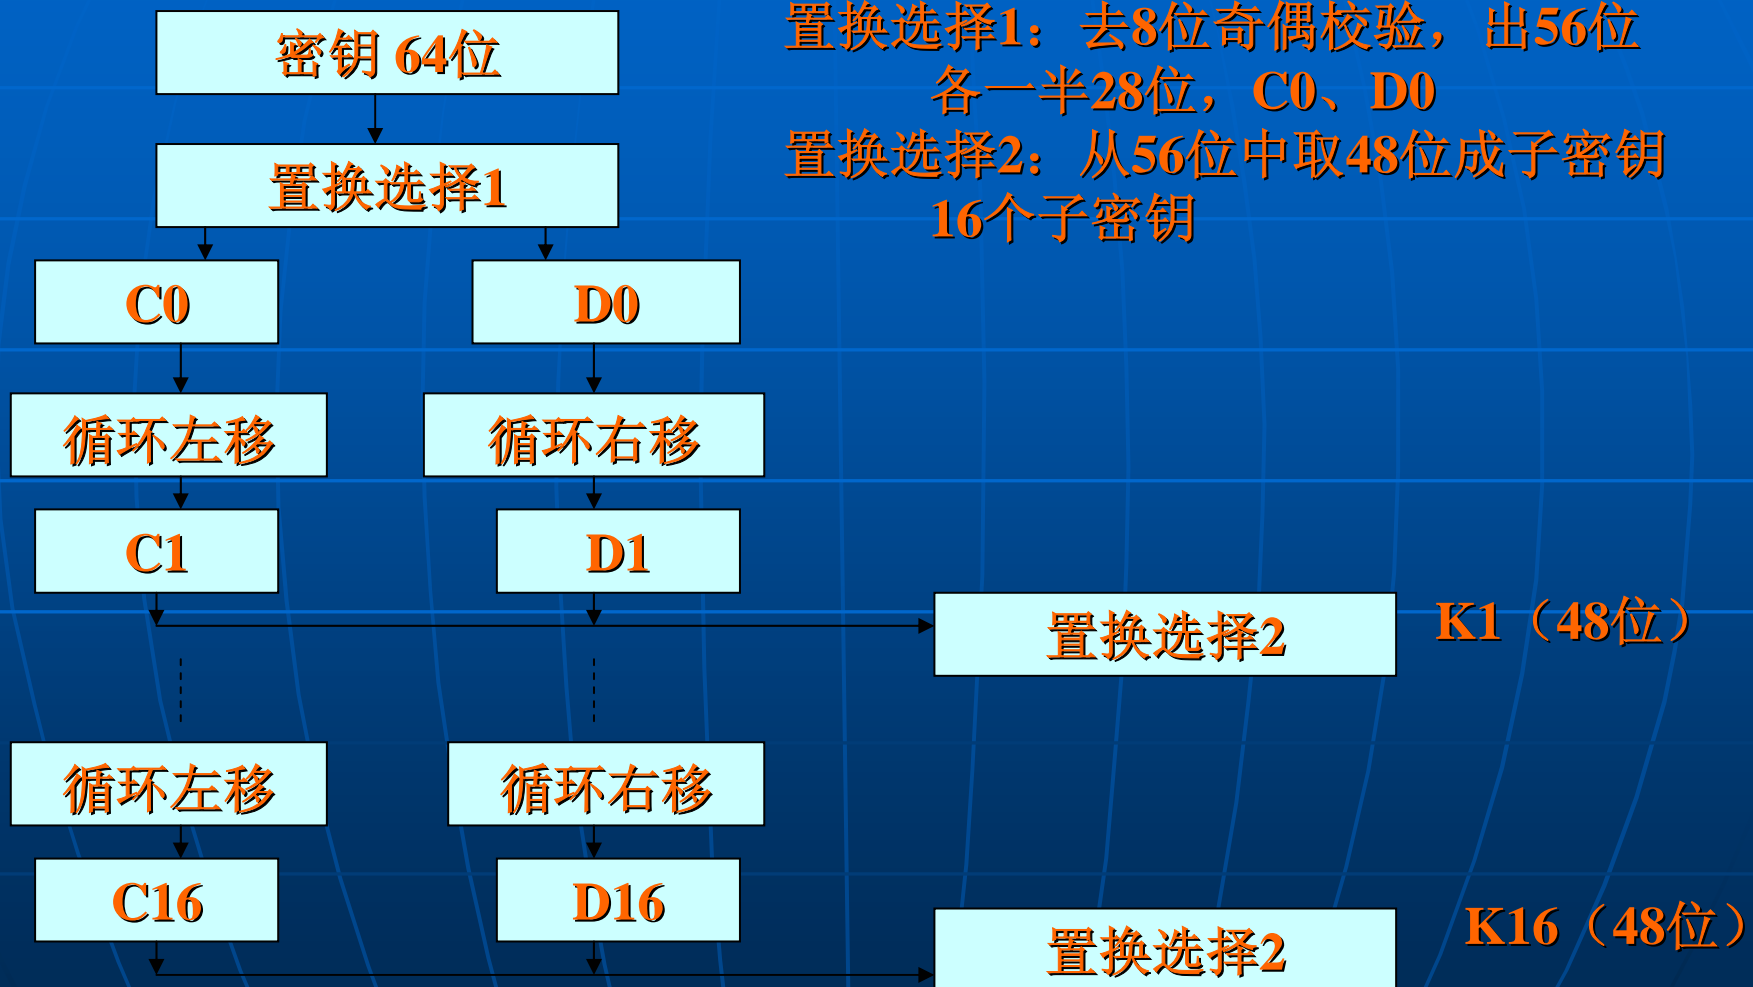 密钥 64位
置换选择1
置换选择1：去8位奇偶校验，出56位
各一半28位，C0、D0
置换选择2：从56位中取48位成子密钥
16个子密钥
C0
D0
循环左移
循环右移
C1
D1
置换选择2
K1（48位）
循环左移
循环右移
C16
D16
置换选择2
K16（48位）